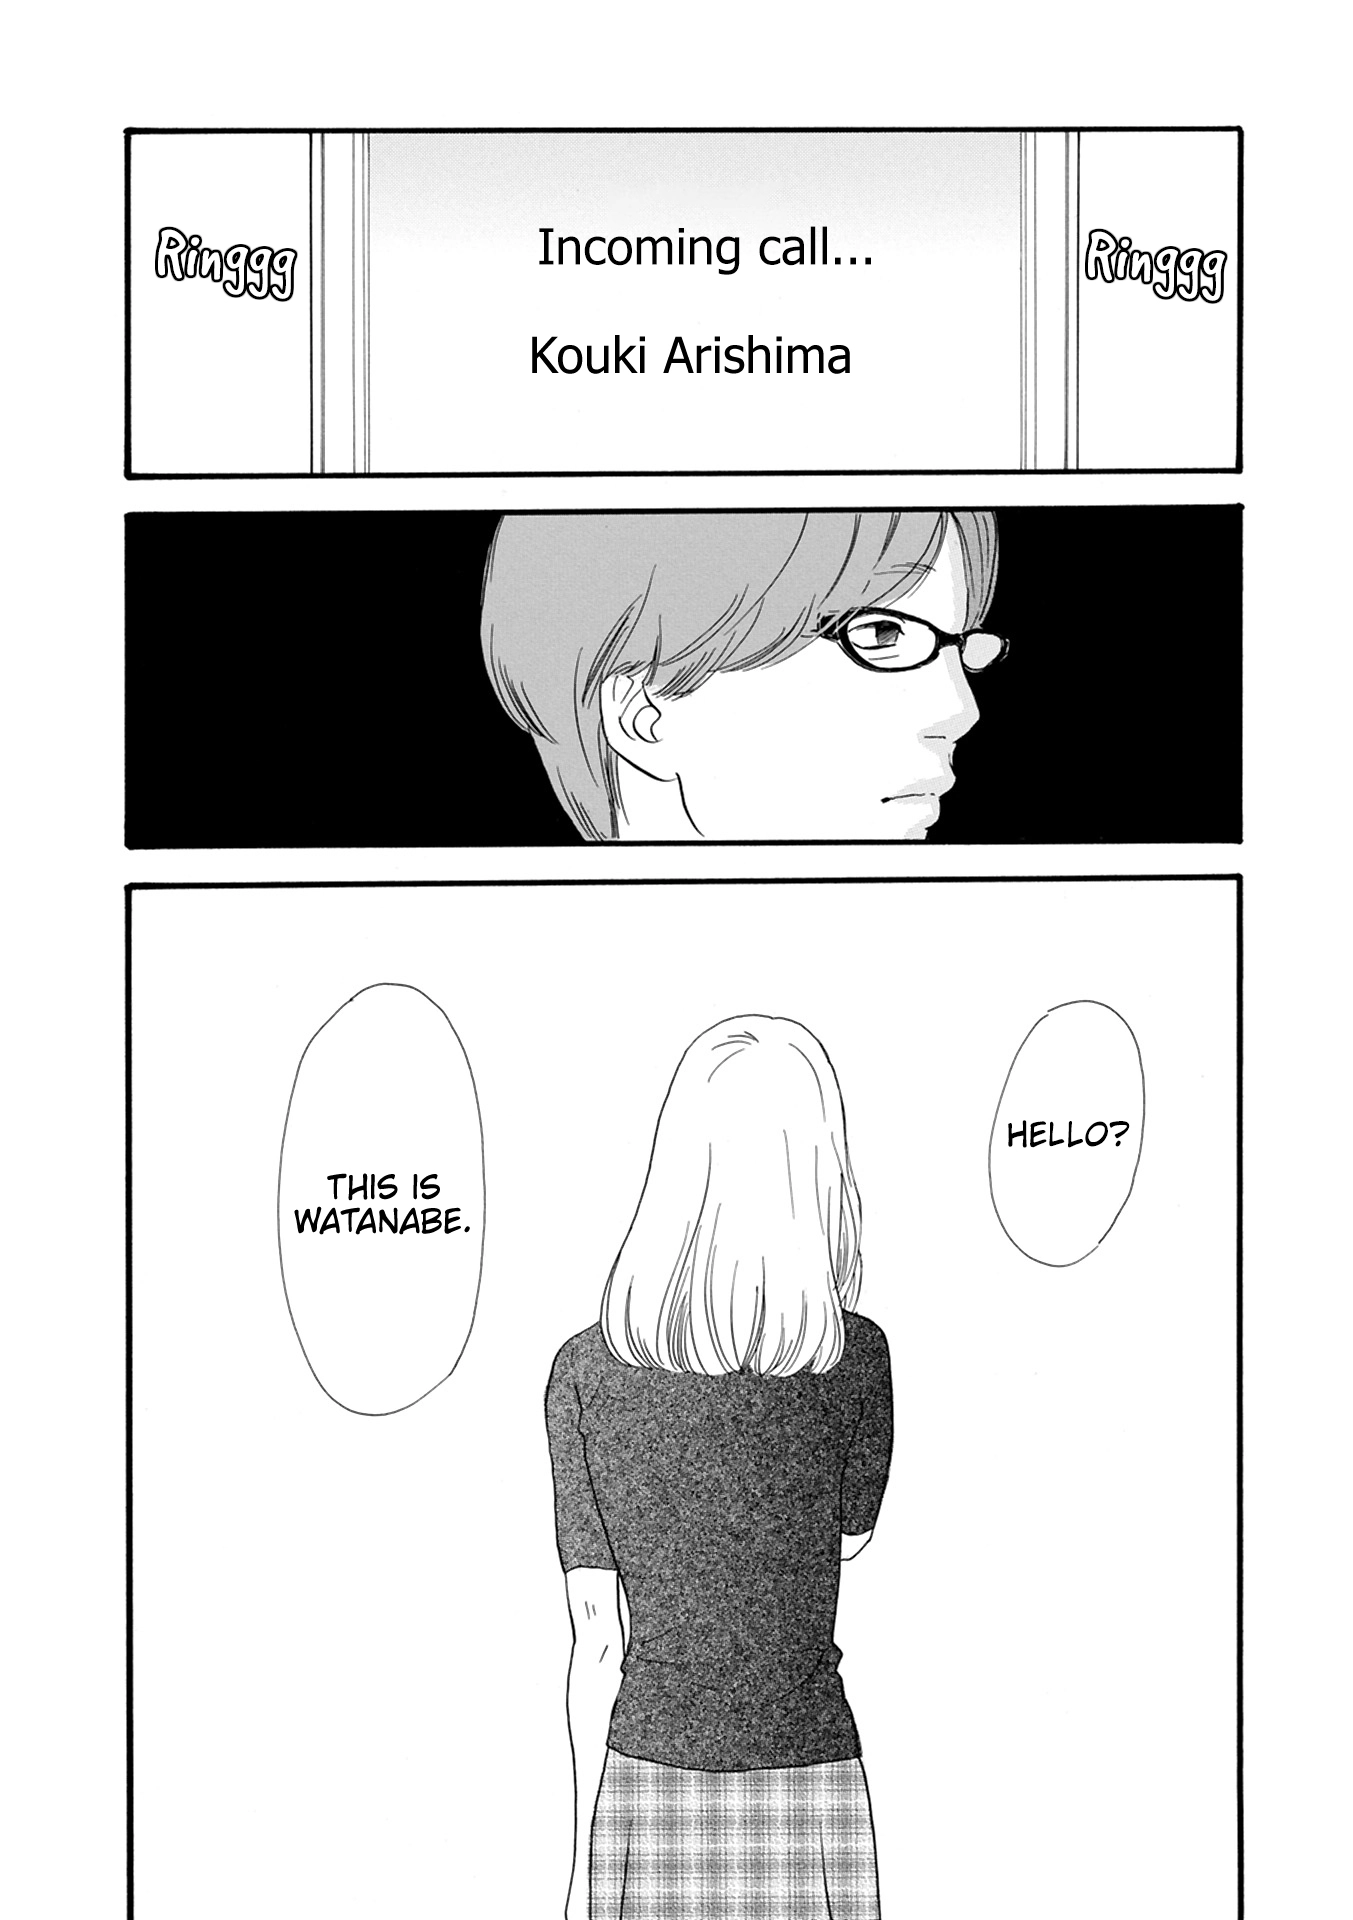 Ringgg
Incoming call...
Kouki Arishima
Ringgg
HELLO?
THIS IS
WATANABE.